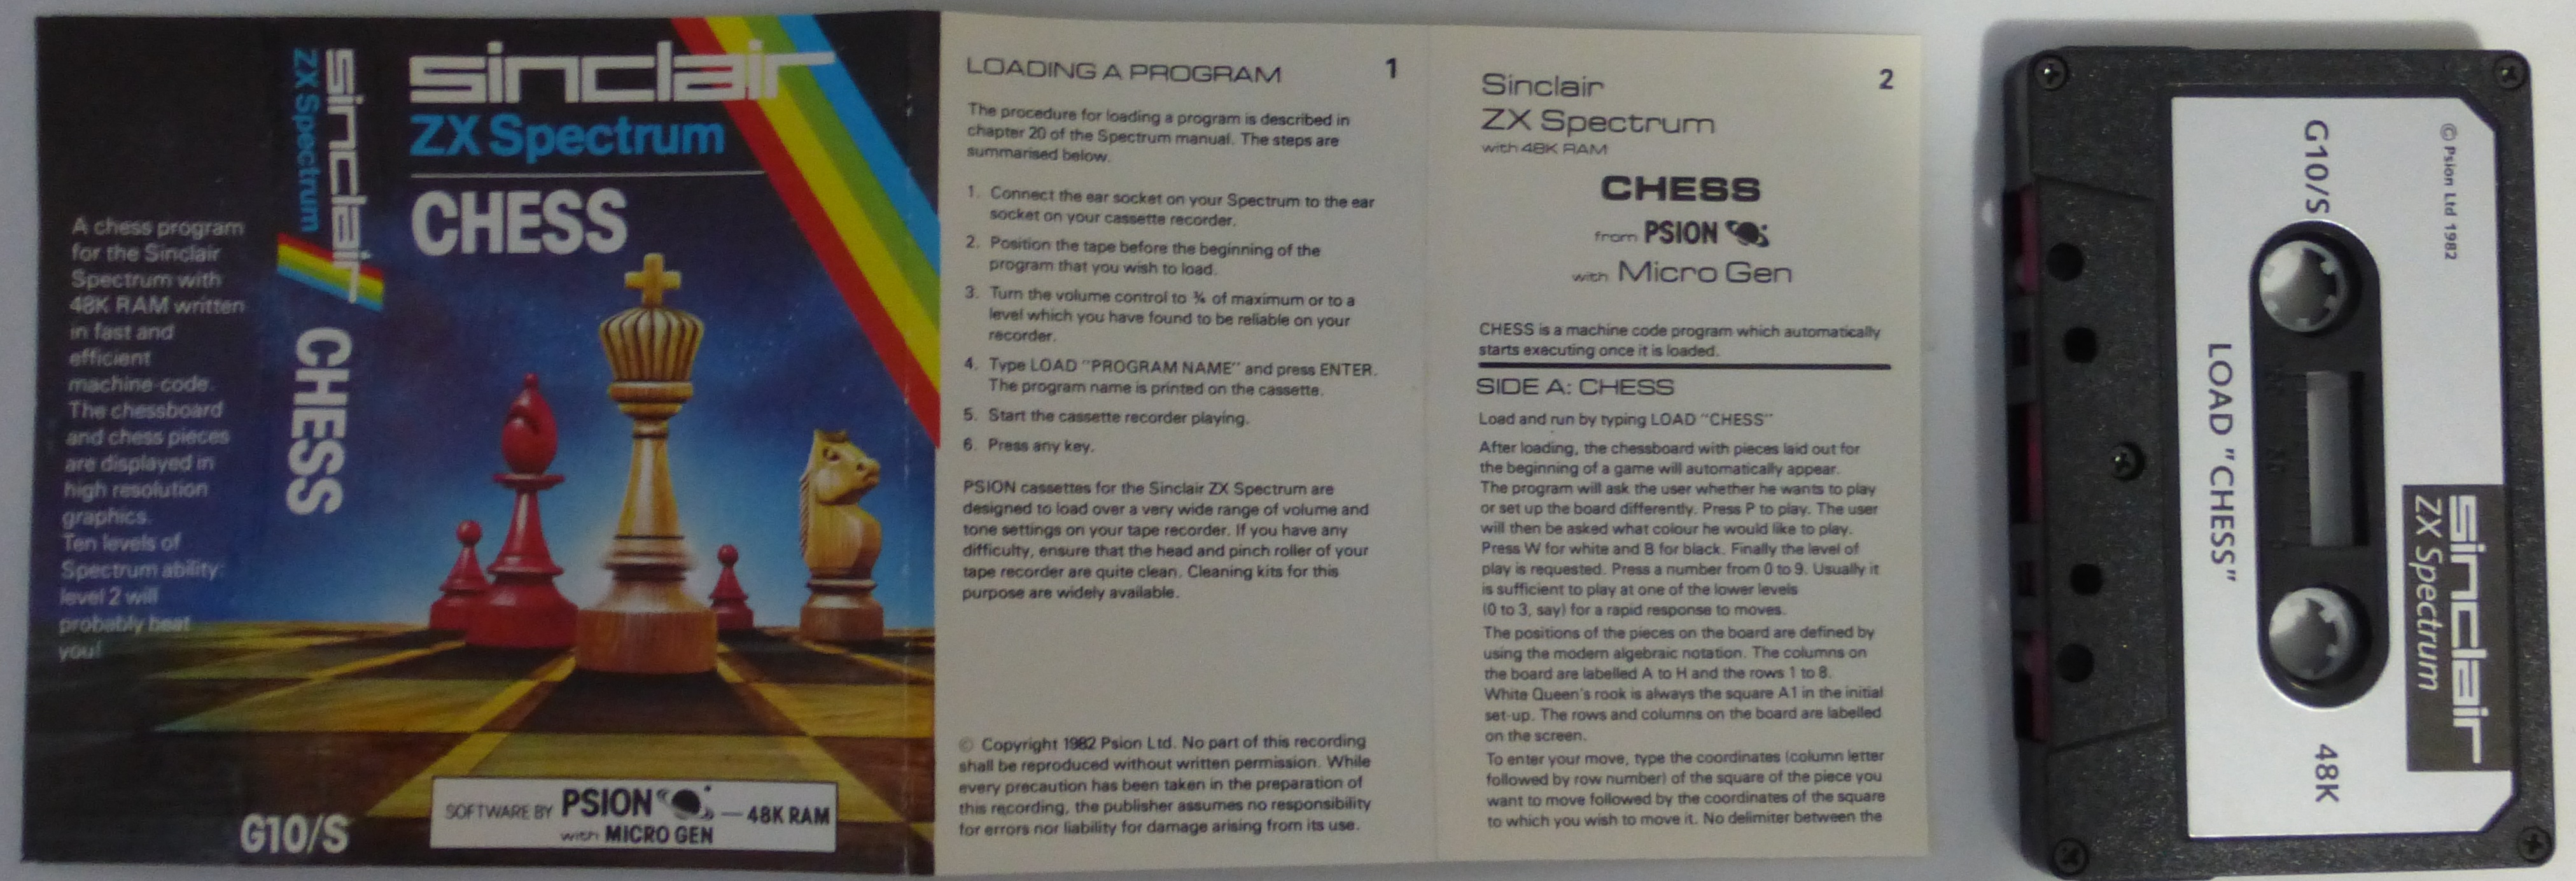 A chess program
for the Sinclair
Spectrum with
48K RAM written
in fast and
efficient
machine code.
The chessboard
and chess pieces
are displayed in
high resolution
graphics.
Ten levels of
Spectrum ability:
level 2 will
probably beat
you!
G10/S
sinclair
ZX Spectrum
CHESS
sinclair
ZX Spectrum
CHESS
SOFTWARE BY PSION — 48K RAM
with MICRO GEN
LOADING A PROGRAM
1
The procedure for loading a program is described in
chapter 20 of the Spectrum manual. The steps are
summarised below.
1. Connect the ear socket on your Spectrum to the ear
socket on your cassette recorder.
2. Position the tape before the beginning of the
program that you wish to load.
3. Turn the volume control to ¾ of maximum or to a
level which you have found to be reliable on your
recorder.
4. Type LOAD "PROGRAM NAME" and press ENTER.
The program name is printed on the cassette.
5. Start the cassette recorder playing.
6. Press any key.
PSION cassettes for the Sinclair ZX Spectrum are
designed to load over a very wide range of volume and
tone settings on your tape recorder. If you have any
difficulty, ensure that the head and pinch roller of your
tape recorder are quite clean. Cleaning kits for this
purpose are widely available.
© Copyright 1982 Psion Ltd. No part of this recording
shall be reproduced without written permission. While
every precaution has been taken in the preparation of
this recording, the publisher assumes no responsibility
for errors nor liability for damage arising from its use.
2
Sinclair
ZX Spectrum
with 48K RAM
CHESS
from PSION
with Micro Gen
CHESS is a machine code program which automatically
starts executing once it is loaded.
SIDE A: CHESS
Load and run by typing LOAD "CHESS"
After loading, the chessboard with pieces laid out for
the beginning of a game will automatically appear.
The program will ask the user whether he wants to play
or set up the board differently. Press P to play. The user
will then be asked what colour he would like to play.
Press W for white and B for black. Finally the level of
play is requested. Press a number from 0 to 9. Usually it
is sufficient to play at one of the lower levels
(0 to 3, say) for a rapid response to moves.
The positions of the pieces on the board are defined by
using the modern algebraic notation. The columns on
the board are labelled A to H and the rows 1 to 8.
White Queen's rook is always the square A1 in the initial
set-up. The rows and columns on the board are labelled
on the screen.
To enter your move, type the coordinates (column letter
followed by row number) of the square of the piece you
want to move followed by the coordinates of the square
to which you wish to move it. No delimiter between the
© Psion Ltd 1982
sinclair
ZX Spectrum
G10/S
48K
LOAD "CHESS"